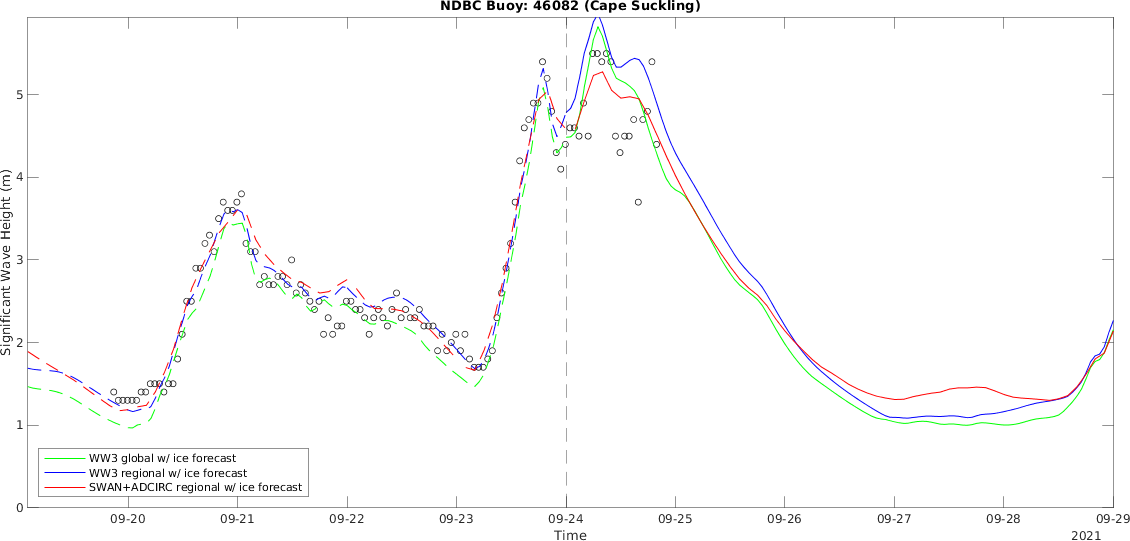 NDBC Buoy: 46082 (Cape Suckling)
Significant Wave Height (m)
5
4
3
2
1
0
WW3 global w/ ice forecast
WW3 regional w/ ice forecast
SWAN+ADCIRC regional w/ ice forecast
09-20 09-21 09-22 09-23 09-24 09-25 09-26 09-27 09-28 09-29
Time
2021